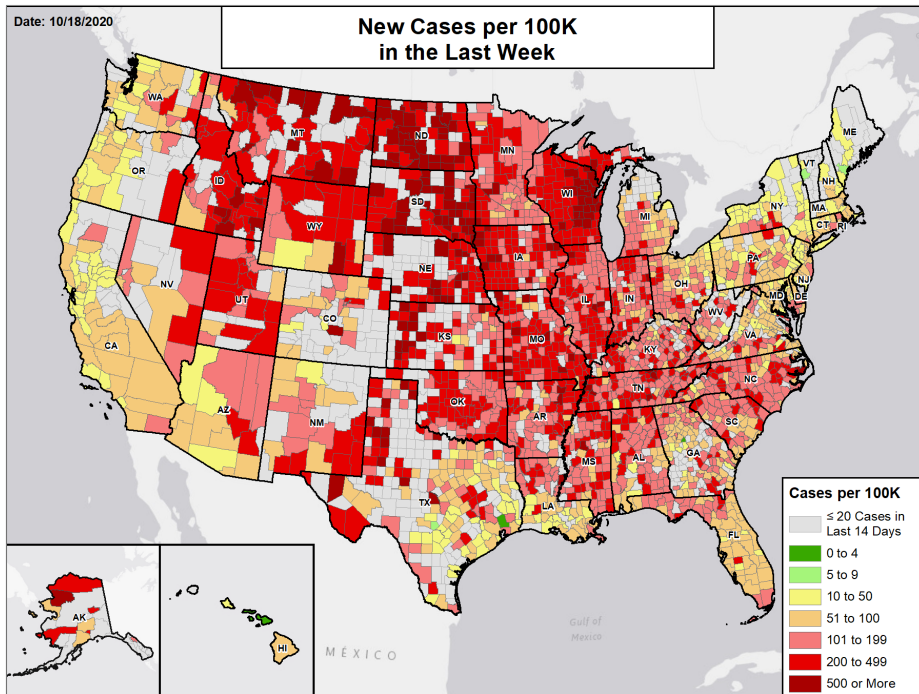 Date: 10/18/2020
New Cases per 100K
in the Last Week
WA
MT
ND
MN
ME
OR
ID
SD
WI
VT
NH
WY
MI
NY
MA
CT
RI
NE
IA
PA
NV
UT
CO
IL
IN
OH
NJ
MD
DE
CA
KS
MO
WV
VA
KY
AZ
NM
OK
AR
TN
NC
SC
MS
AL
GA
TX
LA
FL
AK
HI
MÉXICO
Gulf of
Mexico
Cases per 100K
≤ 20 Cases in
Last 14 Days
0 to 4
5 to 9
10 to 50
51 to 100
101 to 199
200 to 499
500 or More